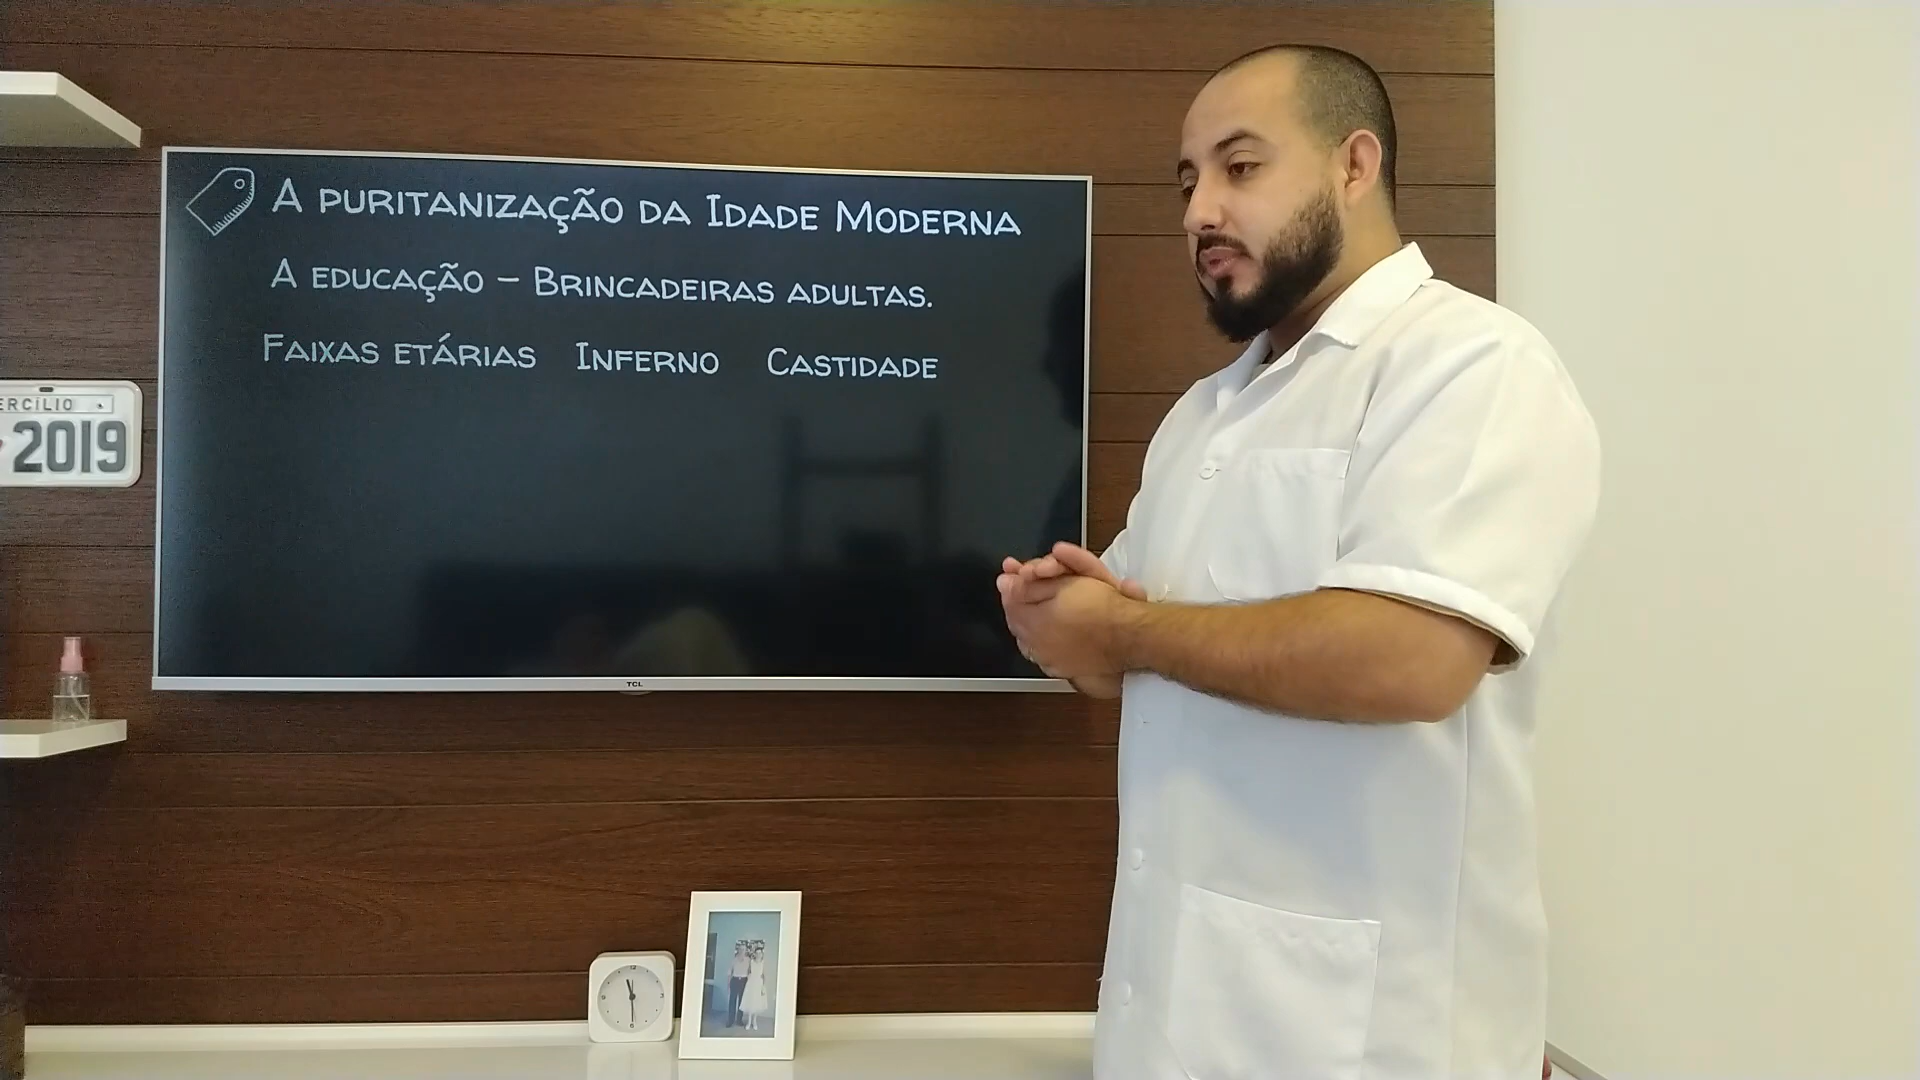 A puritanização da Idade Moderna
A educação – Brincadeiras adultas.
Faixas etárias Inferno Castidade
ERCÍLIO
2019
TCL